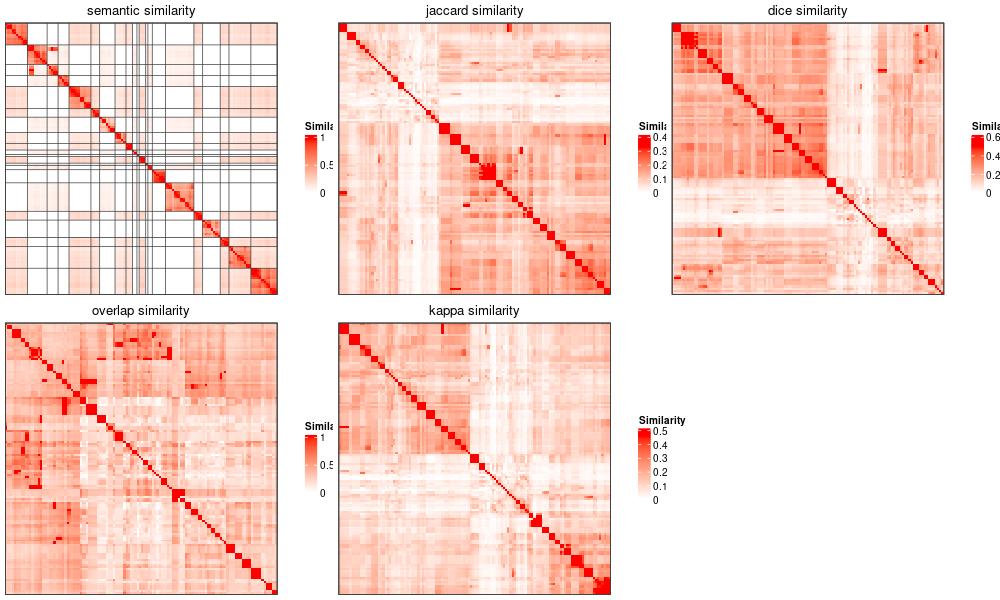 semantic similarity
jaccard similarity
dice similarity
Simila
1
0.5
0
Simila
0.4
0.3
0.2
0.1
0
Simila
0.6
0.4
0.2
0
overlap similarity
kappa similarity
Simila
1
0.5
0
Similarity
0.5
0.4
0.3
0.2
0.1
0